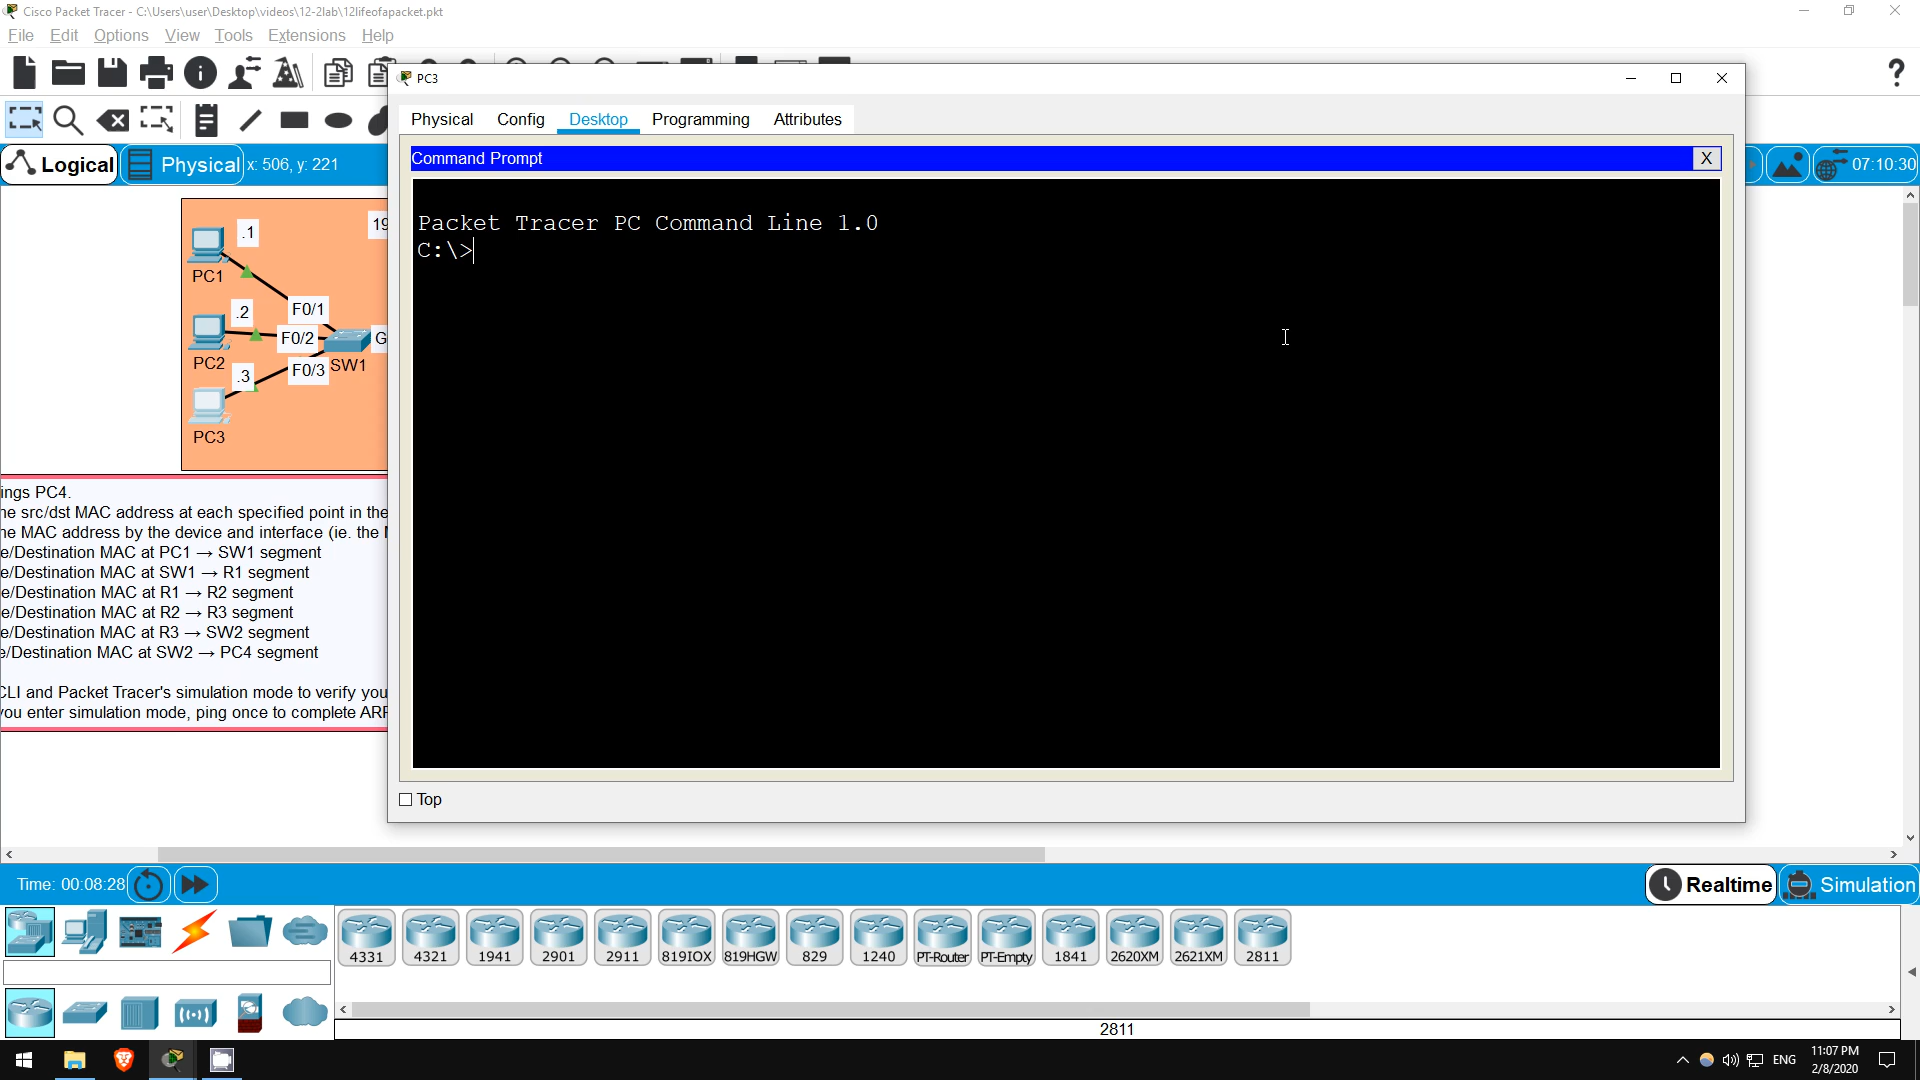 Cisco Packet Tracer - C:\Users\user\Desktop\videos\12-2lab\12lifeofapacket.pkt
File Edit Options View Tools Extensions Help
PC3
Physical Config Desktop Programming Attributes
Logical Physical x: 506, y: 221
07:10:30
Command Prompt X
Packet Tracer PC Command Line 1.0
C:\>
.1
19
PC1
F0/1
.2
F0/2
G
PC2
SW1
.3
F0/3
PC3
ings PC4.
he src/dst MAC address at each specified point in the
he MAC address by the device and interface (ie. the
e/Destination MAC at PC1 → SW1 segment
e/Destination MAC at SW1 → R1 segment
e/Destination MAC at R1 → R2 segment
e/Destination MAC at R2 → R3 segment
e/Destination MAC at R3 → SW2 segment
e/Destination MAC at SW2 → PC4 segment
CLI and Packet Tracer's simulation mode to verify you
you enter simulation mode, ping once to complete ARP
Top
Time: 00:08:28
Realtime Simulation
4331 4321 1941 2901 2911 819IOX 819HGW 829 1240 PT-Router PT-Empty 1841 2620XM 2621XM 2811
2811
ENG
11:07 PM
2/8/2020